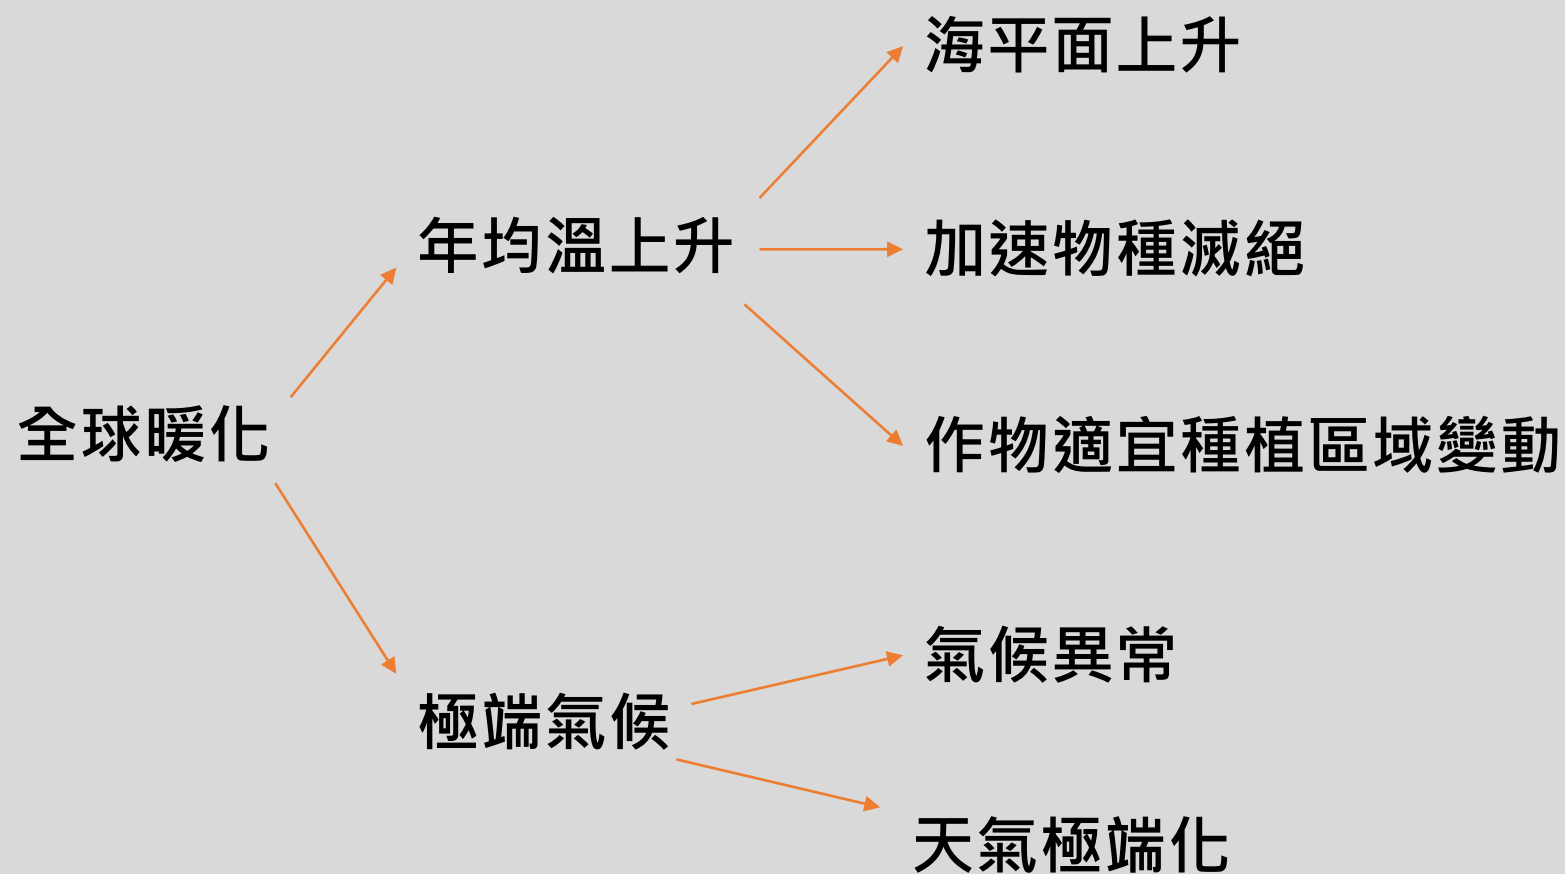 海平面上升
年均溫上升
加速物種滅絕
全球暖化
作物適宜種植區域變動
氣候異常
極端氣候
天氣極端化